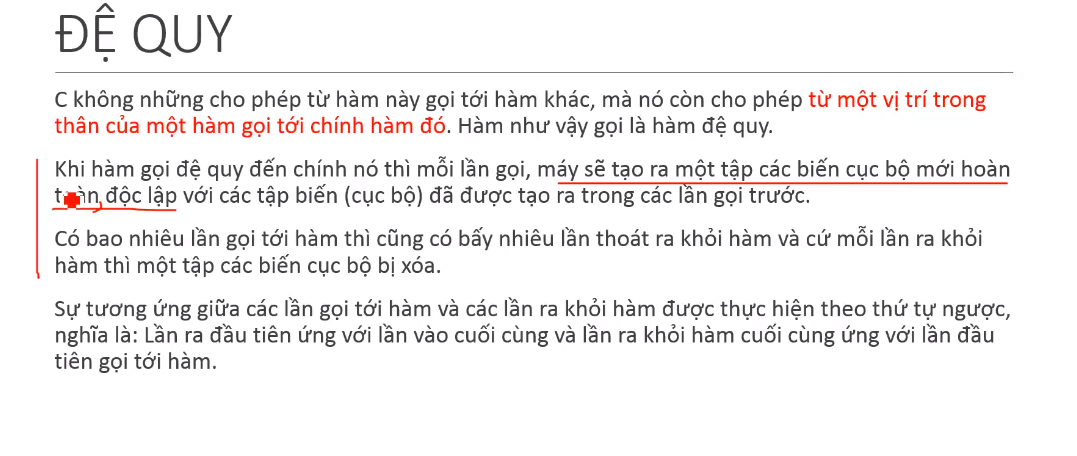 ĐỆ QUY
C không những cho phép từ hàm này gọi tới hàm khác, mà nó còn cho phép từ một vị trí trong
thân của một hàm gọi tới chính hàm đó. Hàm như vậy gọi là hàm đệ quy.
Khi hàm gọi đệ quy đến chính nó thì mỗi lần gọi, máy sẽ tạo ra một tập các biến cục bộ mới hoàn
toàn độc lập với các tập biến (cục bộ) đã được tạo ra trong các lần gọi trước.
Có bao nhiêu lần gọi tới hàm thì cũng có bấy nhiêu lần thoát ra khỏi hàm và cứ mỗi lần ra khỏi
hàm thì một tập các biến cục bộ bị xóa.
Sự tương ứng giữa các lần gọi tới hàm và các lần ra khỏi hàm được thực hiện theo thứ tự ngược,
nghĩa là: Lần ra đầu tiên ứng với lần vào cuối cùng và lần ra khỏi hàm cuối cùng ứng với lần đầu
tiên gọi tới hàm.